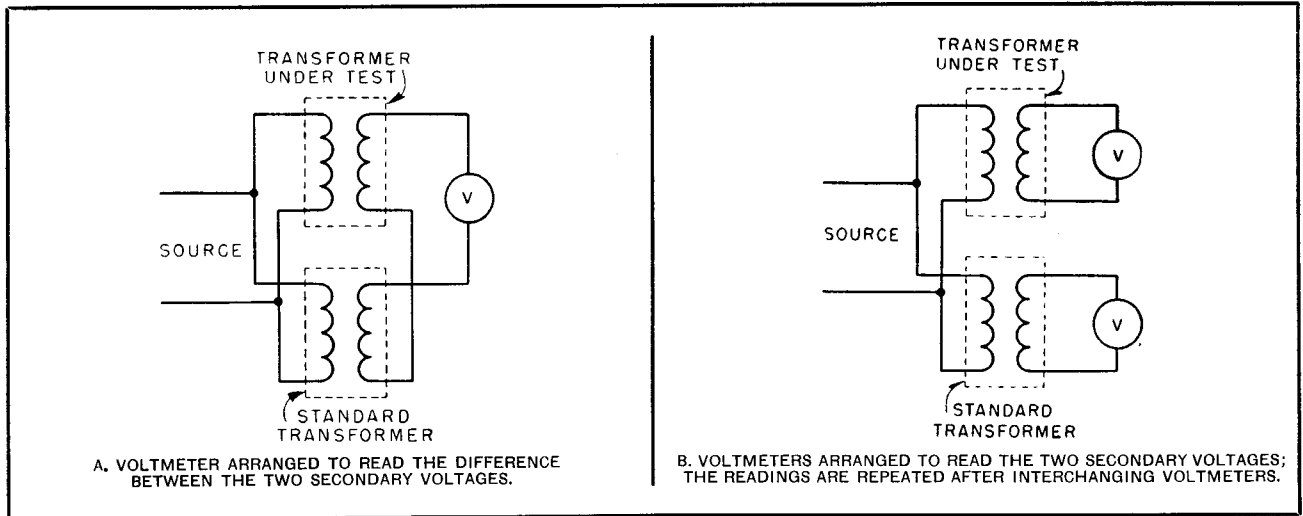 TRANSFORMER
UNDER TEST
V
SOURCE
STANDARD
TRANSFORMER
A. VOLTMETER ARRANGED TO READ THE DIFFERENCE
BETWEEN THE TWO SECONDARY VOLTAGES.
TRANSFORMER
UNDER TEST
V
SOURCE
V
STANDARD
TRANSFORMER
B. VOLTMETERS ARRANGED TO READ THE TWO SECONDARY VOLTAGES;
THE READINGS ARE REPEATED AFTER INTERCHANGING VOLTMETERS.